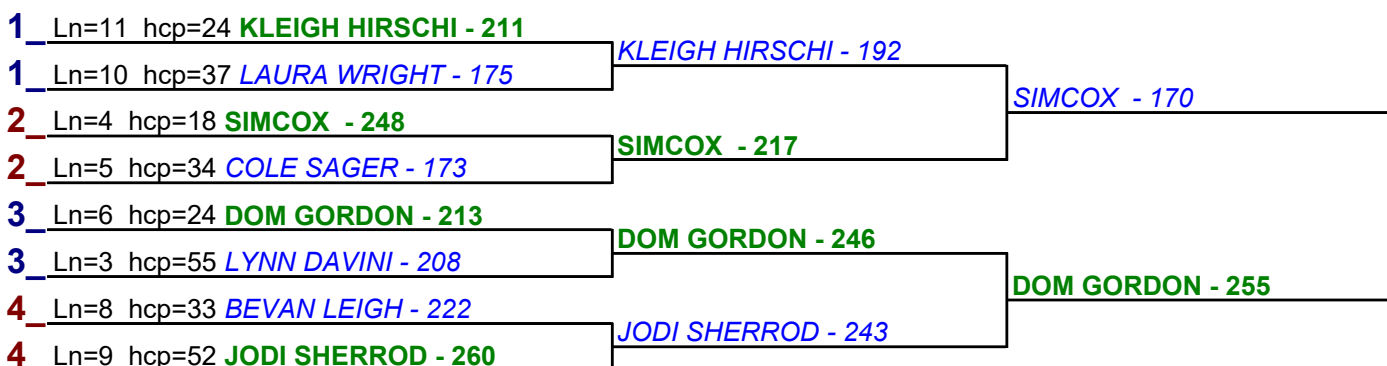 1_ Ln=11 hcp=24 KLEIGH HIRSCHI - 211
KLEIGH HIRSCHI - 192
1_ Ln=10 hcp=37 LAURA WRIGHT - 175
SIMCOX - 170
2_ Ln=4 hcp=18 SIMCOX - 248
SIMCOX - 217
2_ Ln=5 hcp=34 COLE SAGER - 173
3_ Ln=6 hcp=24 DOM GORDON - 213
DOM GORDON - 246
3_ Ln=3 hcp=55 LYNN DAVINI - 208
DOM GORDON - 255
4_ Ln=8 hcp=33 BEVAN LEIGH - 222
JODI SHERROD - 243
4 Ln=9 hcp=52 JODI SHERROD - 260